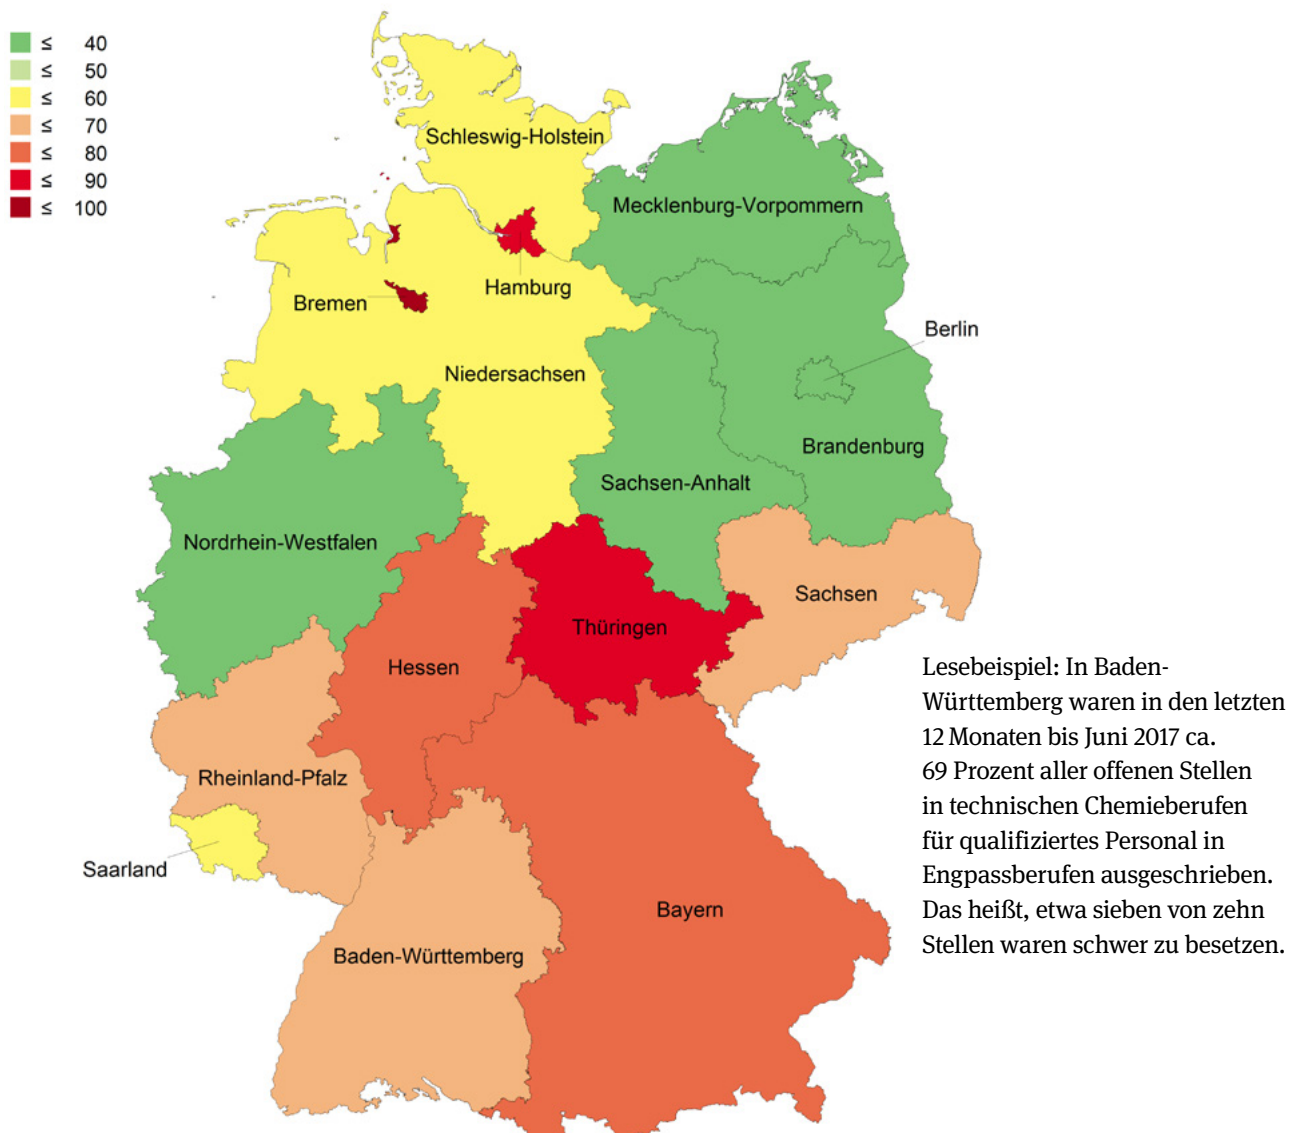 ≤ 40
≤ 50
≤ 60
≤ 70
≤ 80
≤ 90
≤ 100
Schleswig-Holstein
Mecklenburg-Vorpommern
Hamburg
Bremen
Berlin
Niedersachsen
Brandenburg
Sachsen-Anhalt
Nordrhein-Westfalen
Sachsen
Thüringen
Hessen
Rheinland-Pfalz
Saarland
Bayern
Baden-Württemberg
Lesebeispiel: In Baden-
Württemberg waren in den letzten
12 Monaten bis Juni 2017 ca.
69 Prozent aller offenen Stellen
in technischen Chemieberufen
für qualifiziertes Personal in
Engpassberufen ausgeschrieben.
Das heißt, etwa sieben von zehn
Stellen waren schwer zu besetzen.